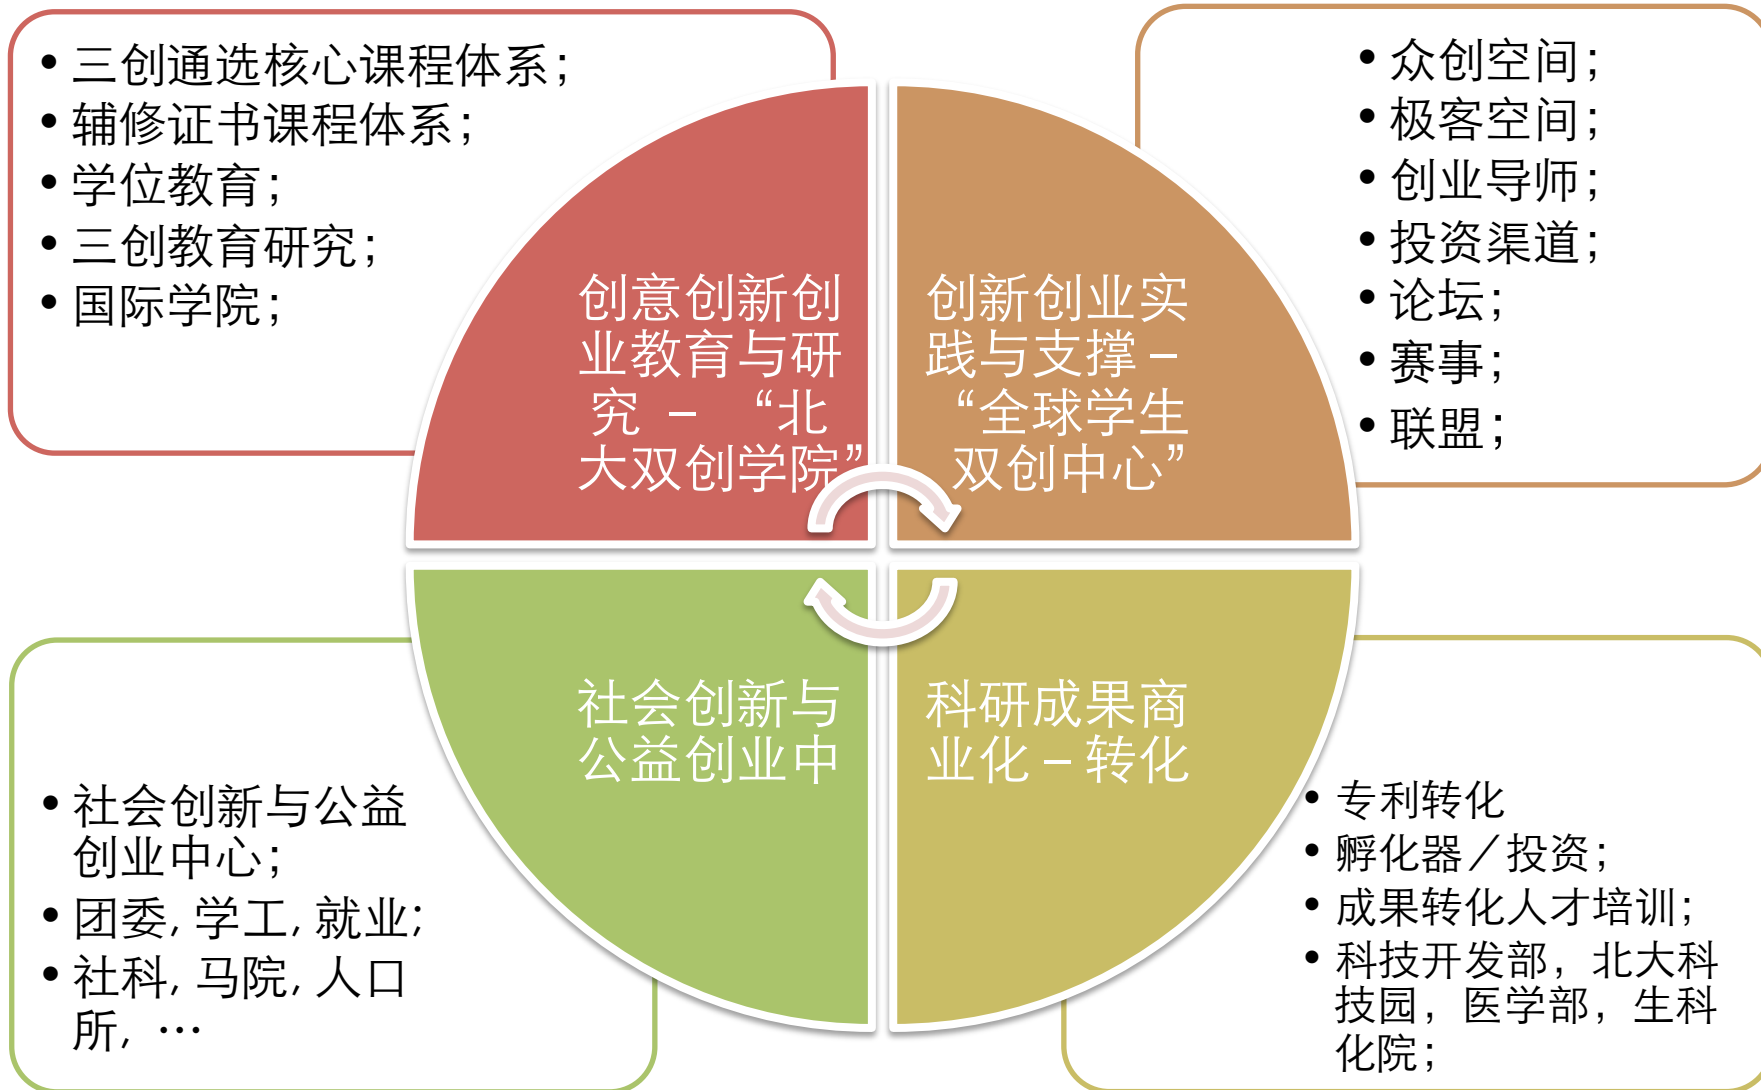 • 三创通选核心课程体系；
• 辅修证书课程体系；
• 学位教育；
• 三创教育研究；
• 国际学院；
• 众创空间；
• 极客空间；
• 创业导师；
• 投资渠道；
• 论坛；
• 赛事；
• 联盟；
创意创新创
业教育与研
究 – “北
大双创学院”
创新创业实
践与支撑 –
“全球学生
双创中心”
社会创新与
公益创业中
科研成果商
业化 – 转化
• 社会创新与公益
创业中心；
• 团委, 学工, 就业;
• 社科, 马院, 人口
所, …
• 专利转化
• 孵化器／投资；
• 成果转化人才培训；
• 科技开发部，北大科
技园，医学部，生科
化院；